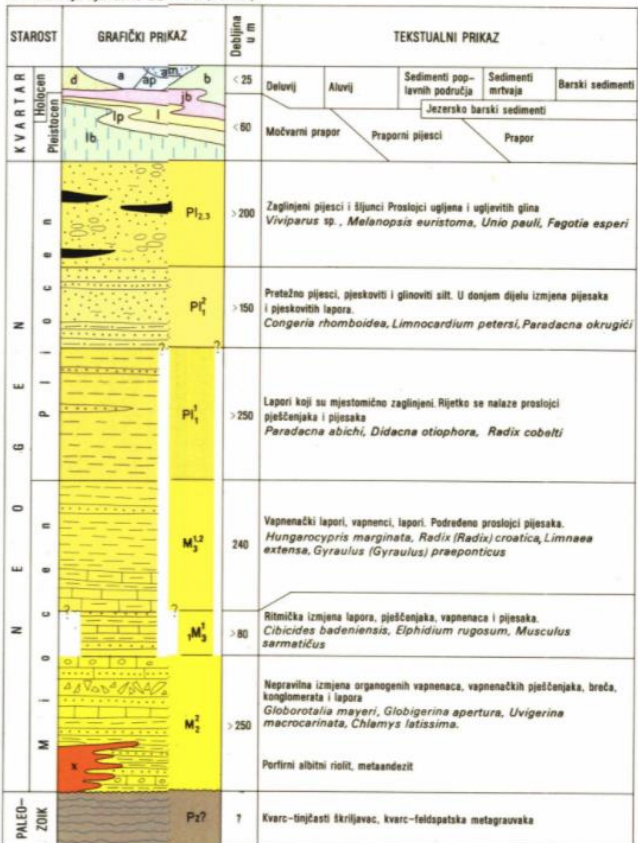 STAROST GRAFIČKI PRIKAZ Debljina u m TEKSTUALNI PRIKAZ
KVARTAR
Holocen
Pleistocen
d a ap am b
jb
lp l
lb
< 25
< 60
Deluvij
Aluvij
Sedimenti pop-
lavnih područja
Sedimenti
mrtvaja
Barski sedimenti
Jezersko barski sedimenti
Močvarni prapor Praporni pijesci Prapor
NEOGEN
Pliocen
Pl2,3
>200
Zaglinjeni pijesci i šljunci Proslojci ugljena i ugljevitih glina
Viviparus sp., Melanopsis euristoma, Unio pauli, Fagotia esperi
Pl1²
>150
Pretežno pijesci, pjeskoviti i glinoviti silt. U donjem dijelu izmjena pijesaka
i pjeskovitih lapora.
Congeria rhomboidea, Limnocardium petersi, Paradacna okrugići
? ?
Pl1¹
>250
Lapori koji su mjestomično zaglinjeni. Rijetko se nalaze proslojci
pješčenjaka i pijesaka
Paradacna abichi, Didacna otiophora, Radix cobelti
Miocen
M3¹,²
240
Vapnenački lapori, vapnenci, lapori. Podređeno proslojci pijesaka.
Hungarocypris marginata, Radix (Radix) croatica, Limnaea
extensa, Gyraulus (Gyraulus) praeponticus
? ?
1M3¹
>80
Ritmička izmjena lapora, pješčenjaka, vapnenaca i pijesaka.
Cibicides badeniensis, Elphidium rugosum, Musculus
sarmatičus
M2²
>250
Nepravilna izmjena organogenih vapnenaca, vapnenačkih pješčenjaka, breča,
konglomerata i lapora
Globorotalia mayeri, Globigerina apertura, Uvigerina
macrocarinata, Chlamys latissima.
x
Porfirni albitni riolit, metaandezit
PALEO-
ZOIK
Pz?
?
Kvarc-tinjčasti škriljavac, kvarc-feldspatska metagrauvaka